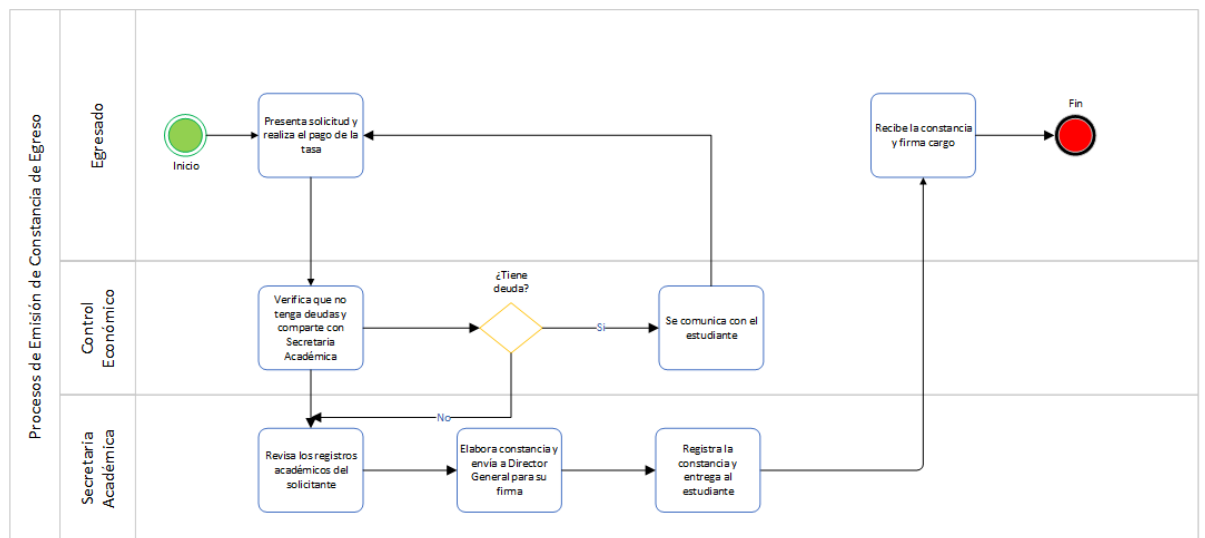 Procesos de Emisión de Constancia de Egreso
Egresado
Inicio
Presenta solicitud y
realiza el pago de la
tasa
Recibe la constancia
y firma cargo
Fin
Control
Económico
Verifica que no
tenga deudas y
comparte con
Secretaria
Académica
¿Tiene
deuda?
Si
Se comunica con el
estudiante
No
Secretaria
Académica
Revisa los registros
académicos del
solicitante
Elabora constancia y
envía a Director
General para su
firma
Registra la
constancia y
entrega al
estudiante